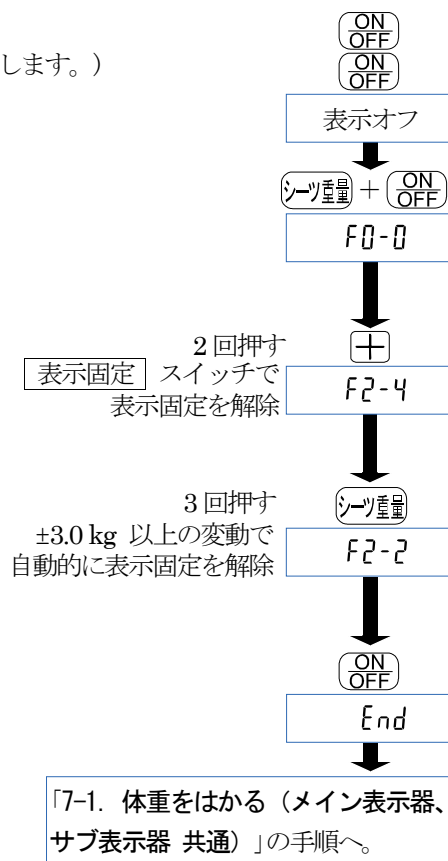 ON
OFF
します。)
ON
OFF
表示オフ
シーツ重量 + ON
OFF
F0-0
2 回押す
+
表示固定 スイッチで
表示固定を解除
F2-4
3 回押す
シーツ重量
±3.0 kg 以上の変動で
自動的に表示固定を解除
F2-2
ON
OFF
End
「7-1. 体重をはかる（メイン表示器、
サブ表示器 共通）」の手順へ。